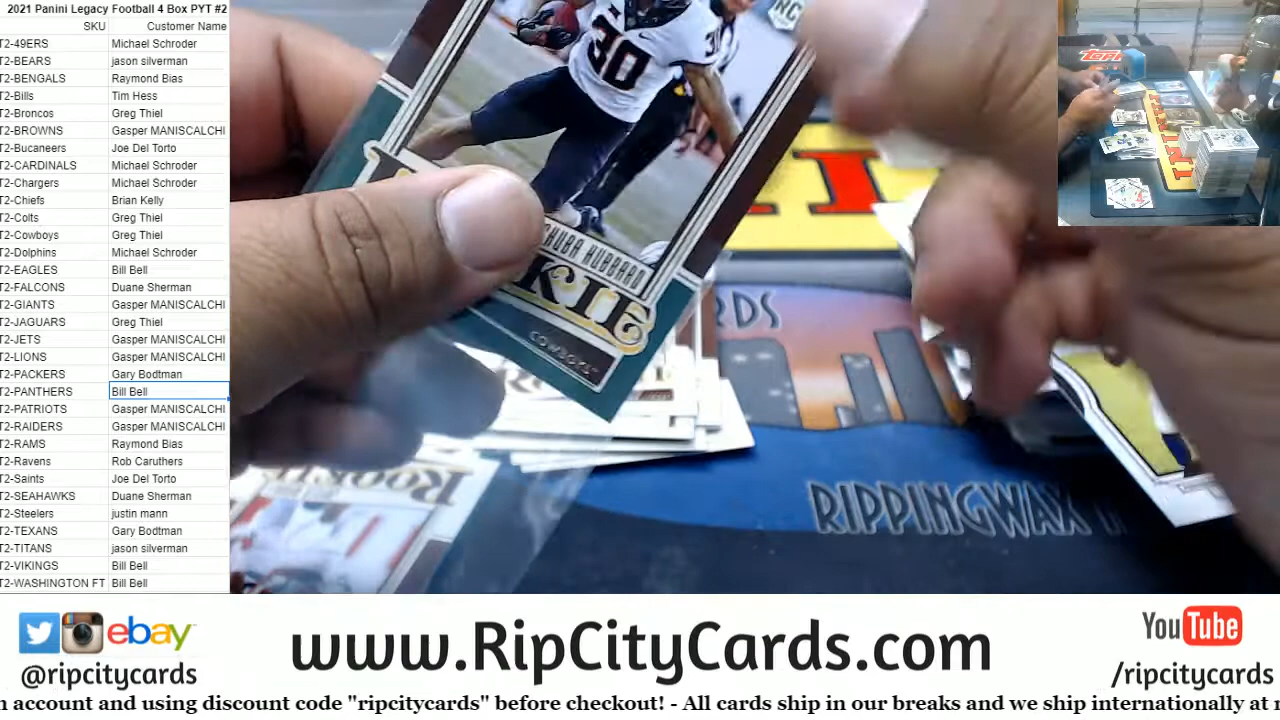 2021 Panini Legacy Football 4 Box PYT #2
SKU Customer Name
T2-49ERS Michael Schroder
T2-BEARS jason silverman
T2-BENGALS Raymond Bias
T2-Bills Tim Hess
T2-Broncos Greg Thiel
T2-BROWNS Gasper MANISCALCHI
T2-Bucaneers Joe Del Torto
T2-CARDINALS Michael Schroder
T2-Chargers Michael Schroder
T2-Chiefs Brian Kelly
T2-Colts Greg Thiel
T2-Cowboys Greg Thiel
T2-Dolphins Michael Schroder
T2-EAGLES Bill Bell
T2-FALCONS Duane Sherman
T2-GIANTS Gasper MANISCALCHI
T2-JAGUARS Greg Thiel
T2-JETS Gasper MANISCALCHI
T2-LIONS Gasper MANISCALCHI
T2-PACKERS Gary Bodtman
T2-PANTHERS Bill Bell
T2-PATRIOTS Gasper MANISCALCHI
T2-RAIDERS Gasper MANISCALCHI
T2-RAMS Raymond Bias
T2-Ravens Rob Caruthers
T2-Saints Joe Del Torto
T2-SEAHAWKS Duane Sherman
T2-Steelers justin mann
T2-TEXANS Gary Bodtman
T2-TITANS jason silverman
T2-VIKINGS Bill Bell
T2-WASHINGTON FT Bill Bell
30
HUBA HUBBARD
KIE
COWBOYS
RDS
RIPPINGWAX
ebay
@ripcitycards
www.RipCityCards.com
YouTube
/ripcitycards
n account and using discount code "ripcitycards" before checkout! - All cards ship in our breaks and we ship internationally at